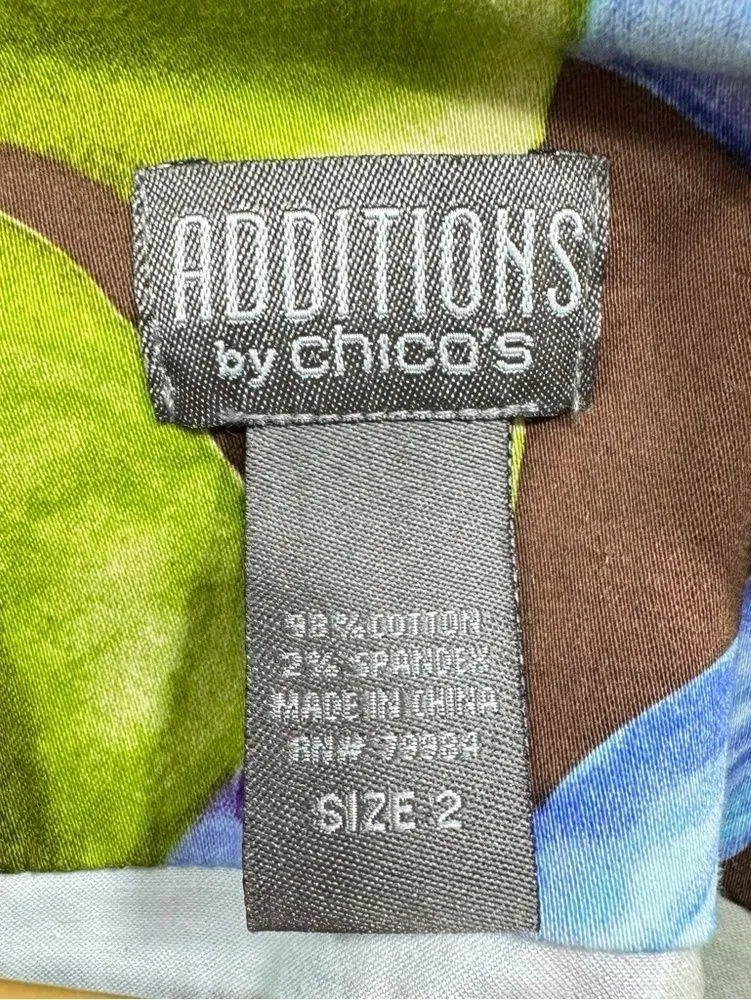 ADDITIONS
by chico's
98% COTTON
2% SPANDEX
MADE IN CHINA
RN# 79984
SIZE 2